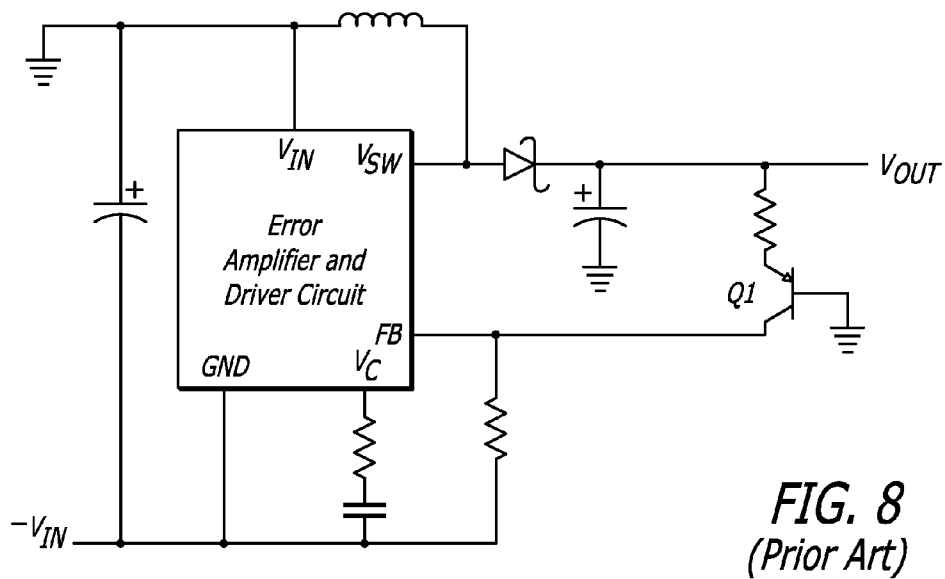 V_IN
V_SW
V_OUT
+
+
Error
Amplifier and
Driver Circuit
Q1
FB
GND
V_C
−V_IN
FIG. 8
(Prior Art)